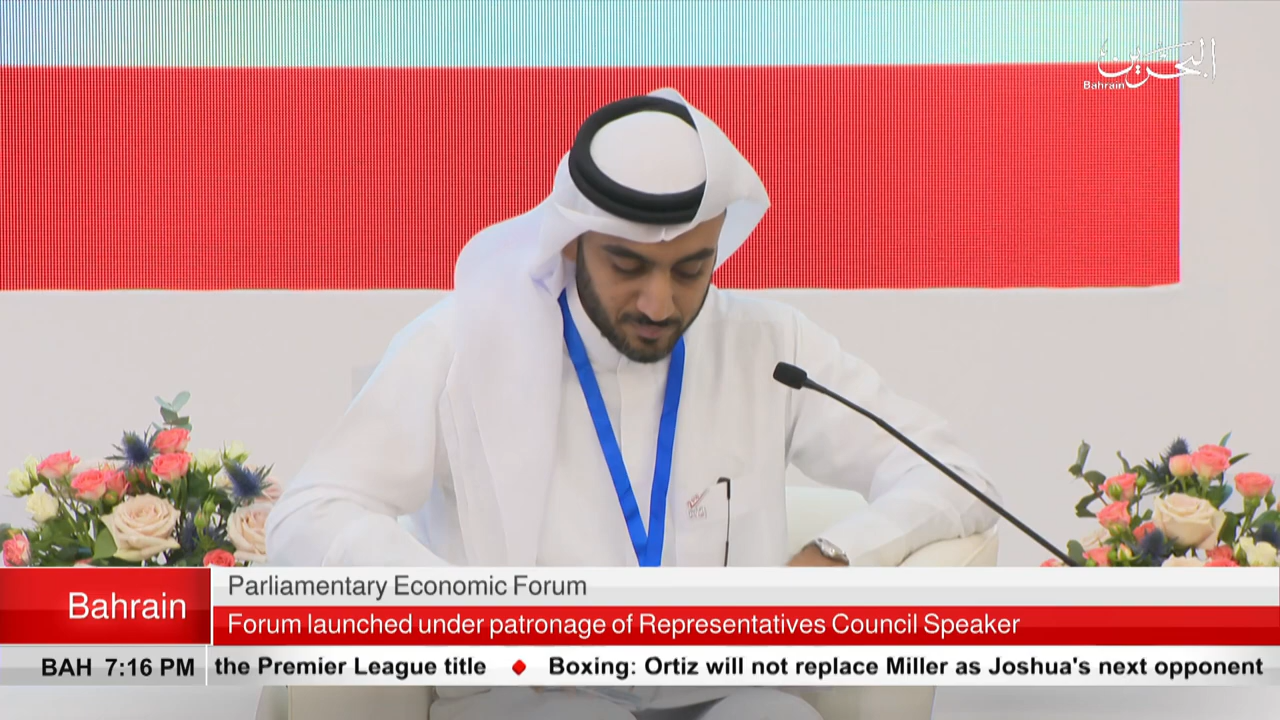 البحرين
Bahrain
Bahrain
Parliamentary Economic Forum
Forum launched under patronage of Representatives Council Speaker
BAH 7:16 PM
the Premier League title
Boxing: Ortiz will not replace Miller as Joshua's next opponent